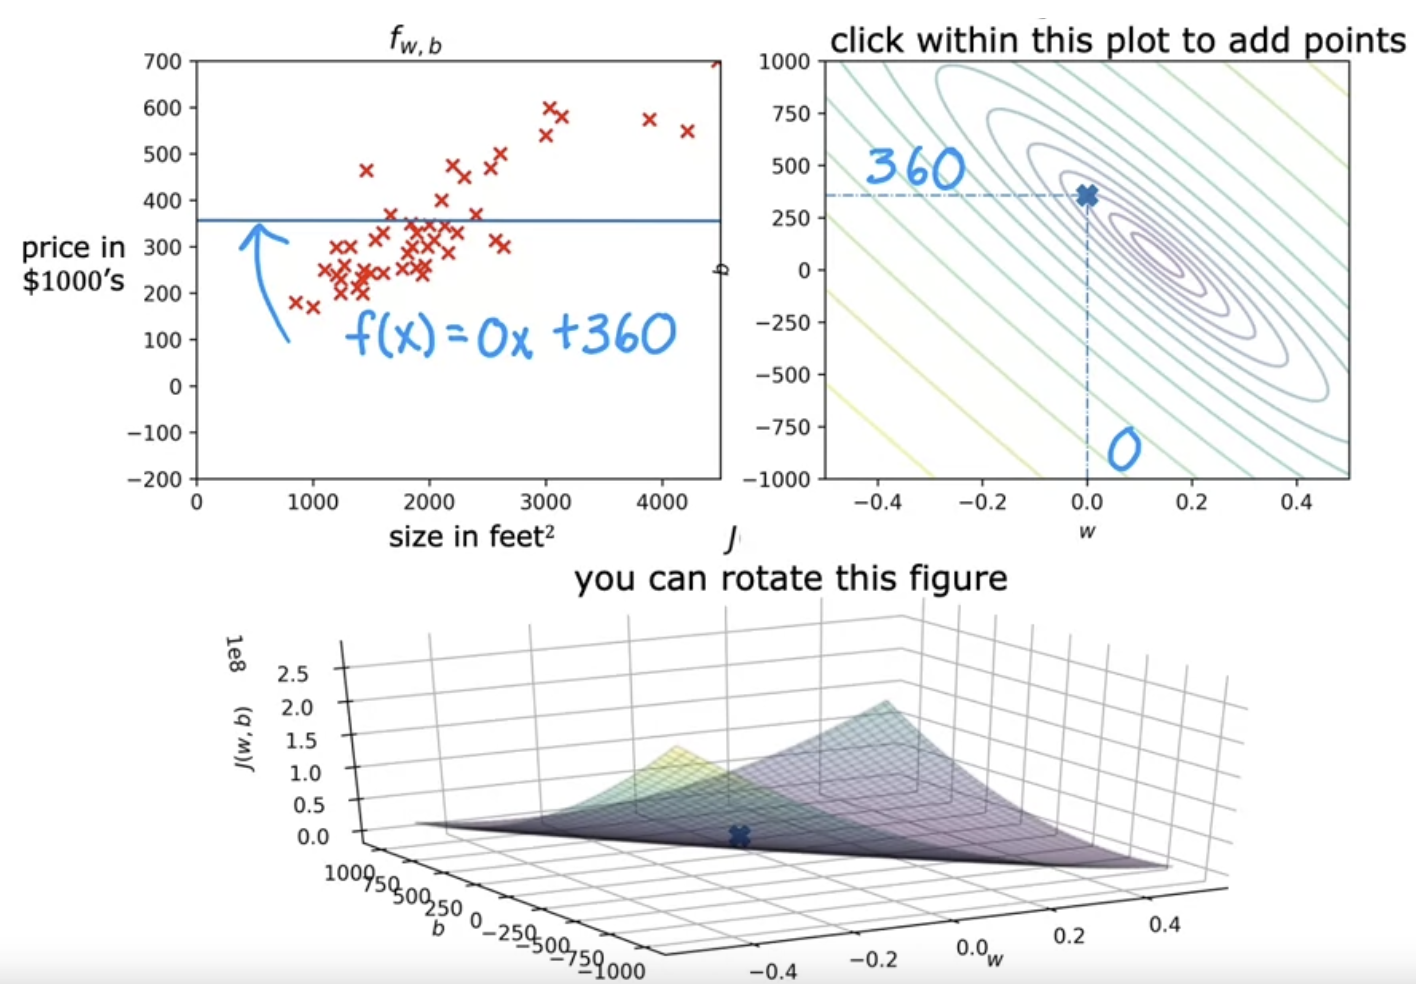 f_{w, b}
700
600
500
400
300
200
100
0
−100
−200
price in
$1000’s
f(x) = 0x + 360
0 1000 2000 3000 4000
size in feet²
click within this plot to add points
1000
750
500
250
0
−250
−500
−750
−1000
b
360
0
−0.4 −0.2 0.0 0.2 0.4
w
J
you can rotate this figure
1e8
J(w, b)
2.5
2.0
1.5
1.0
0.5
0.0
1000
750
500
250
0
−250
−500
−750
−1000
b
−0.4 −0.2 0.0 0.2 0.4
w